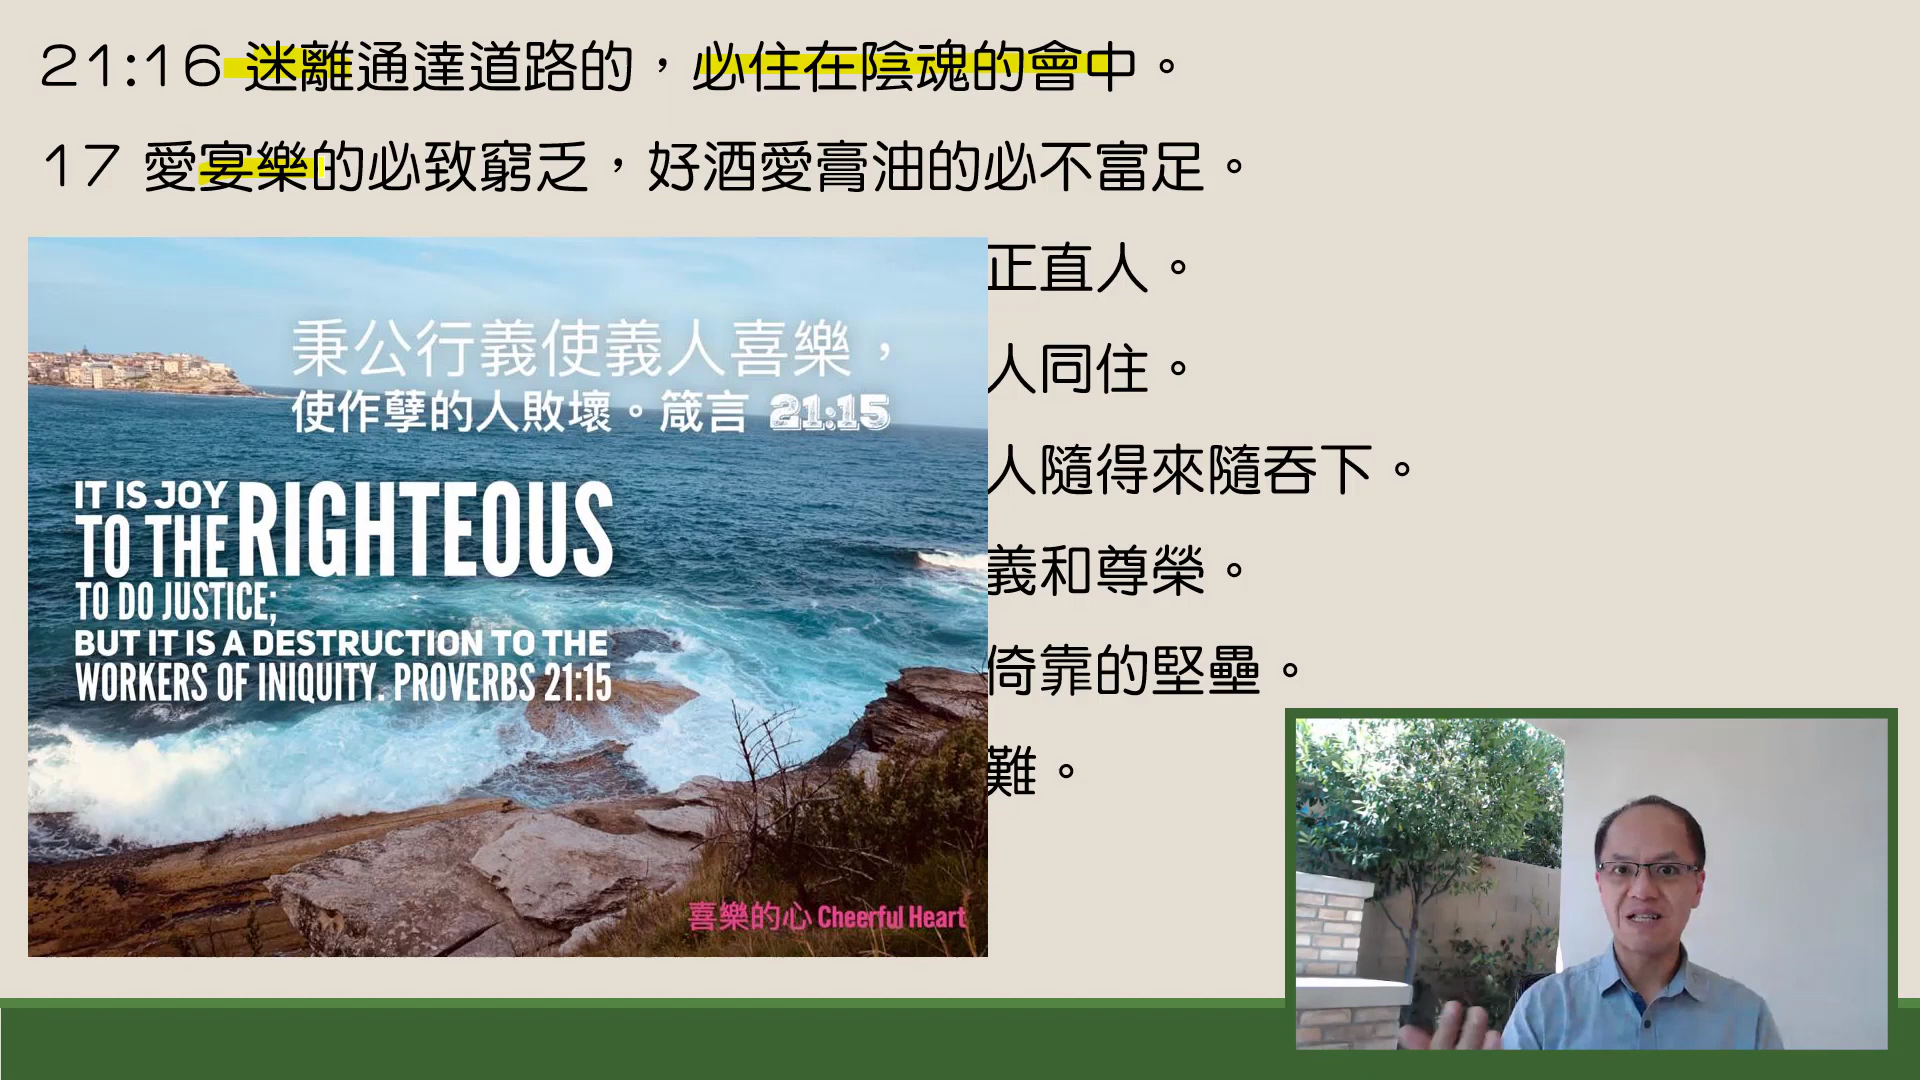 21:16 迷離通達道路的，必住在陰魂的會中。
17 愛宴樂的必致窮乏，好酒愛膏油的必不富足。
正直人。
人同住。
人隨得來隨吞下。
義和尊榮。
倚靠的堅壘。
難。
秉公行義使義人喜樂，
使作孽的人敗壞。箴言 21:15
IT IS JOY
TO THE RIGHTEOUS
TO DO JUSTICE;
BUT IT IS A DESTRUCTION TO THE
WORKERS OF INIQUITY. PROVERBS 21:15
喜樂的心 Cheerful Heart